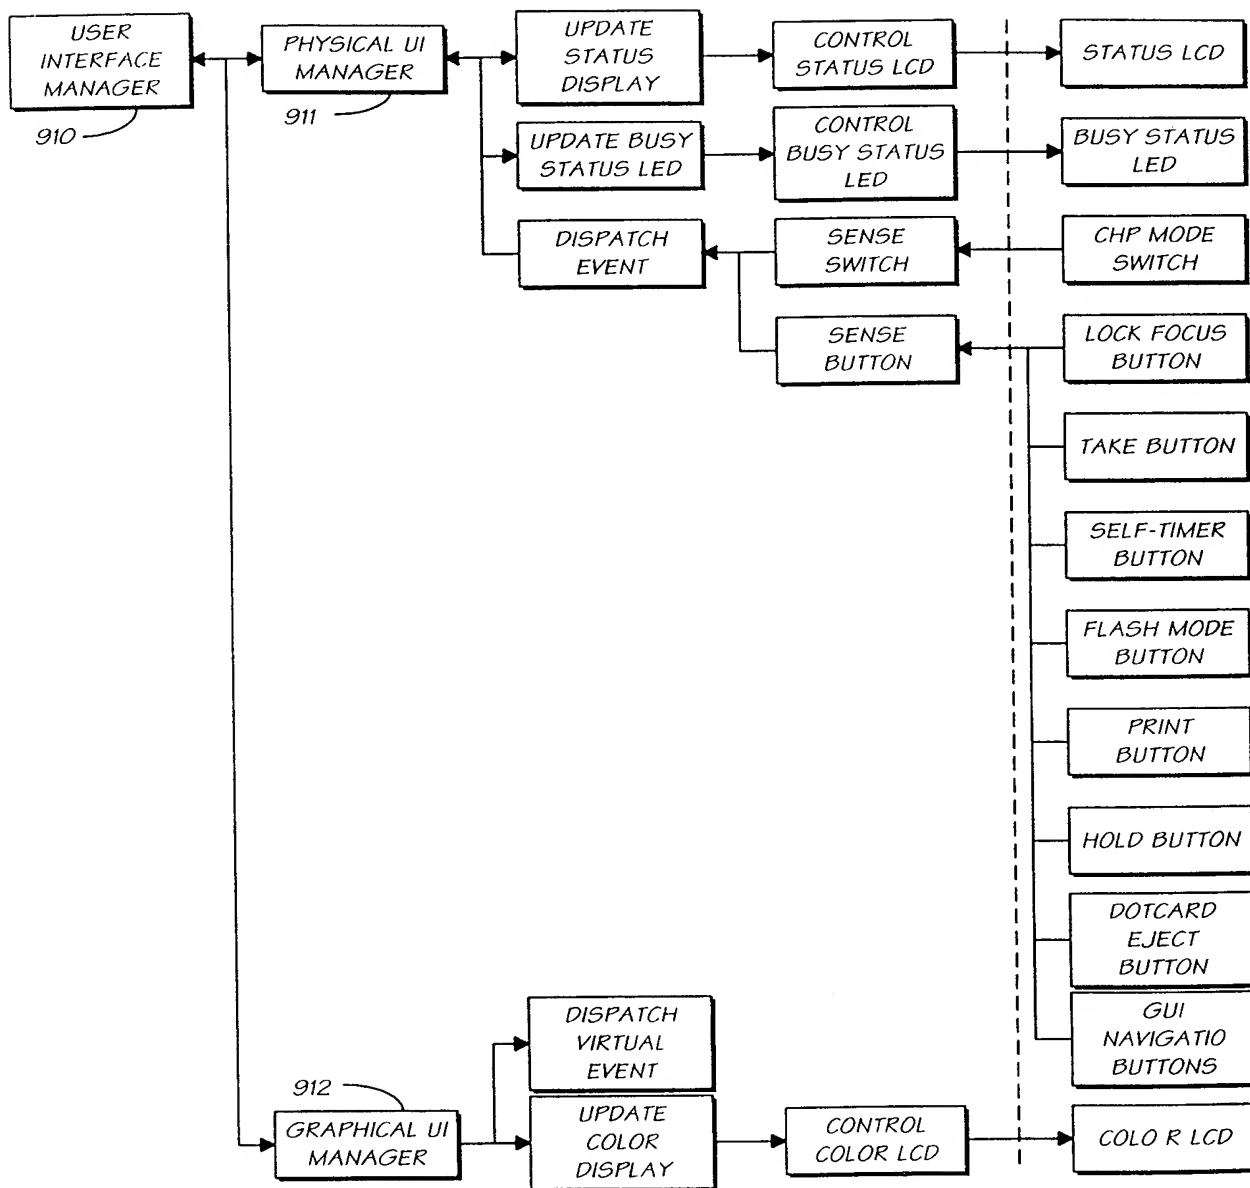 USER
INTERFACE
MANAGER
910
PHYSICAL UI
MANAGER
911
UPDATE
STATUS
DISPLAY
CONTROL
STATUS LCD
STATUS LCD
UPDATE BUSY
STATUS LED
CONTROL
BUSY STATUS
LED
BUSY STATUS
LED
DISPATCH
EVENT
SENSE
SWITCH
CHP MODE
SWITCH
SENSE
BUTTON
LOCK FOCUS
BUTTON
TAKE BUTTON
SELF-TIMER
BUTTON
FLASH MODE
BUTTON
PRINT
BUTTON
HOLD BUTTON
DOTCARD
EJECT
BUTTON
GUI
NAVIGATIO
BUTTONS
DISPATCH
VIRTUAL
EVENT
912
GRAPHICAL UI
MANAGER
UPDATE
COLOR
DISPLAY
CONTROL
COLOR LCD
COLO R LCD